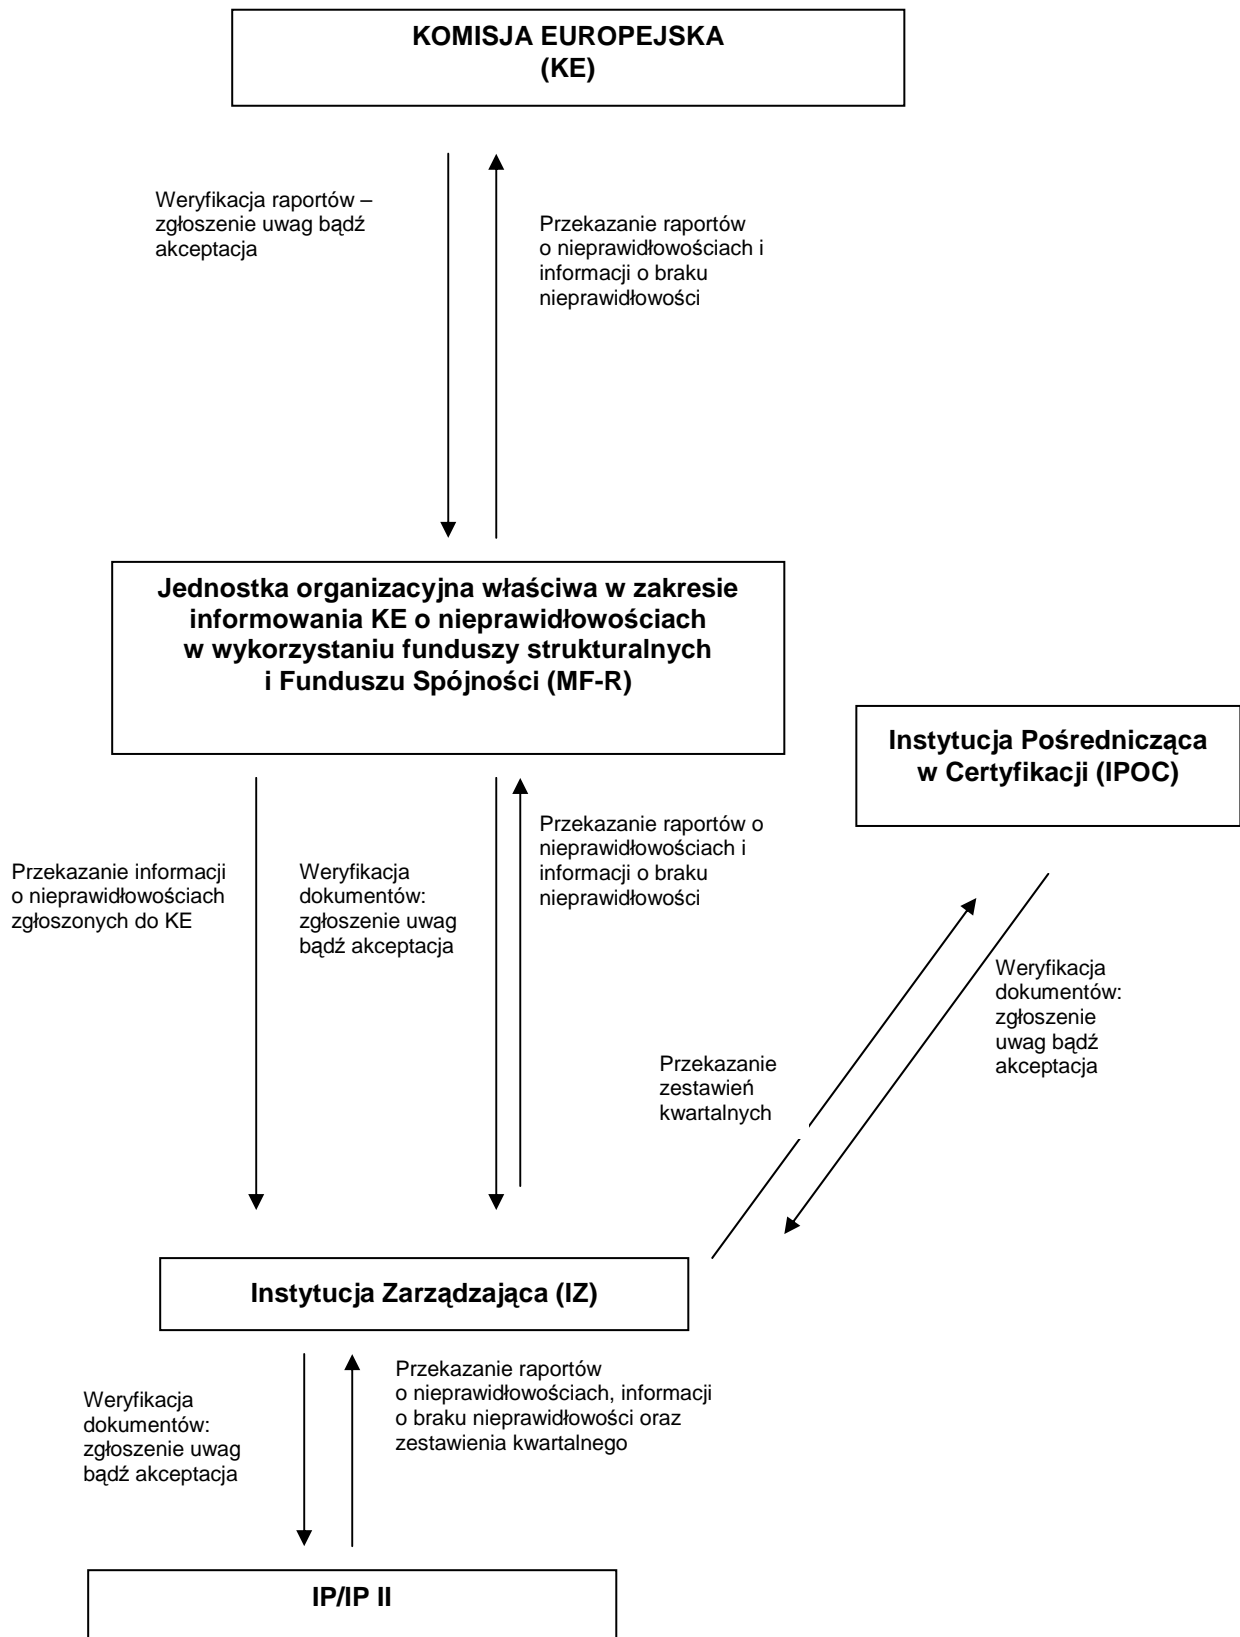 KOMISJA EUROPEJSKA
(KE)
Weryfikacja raportów –
zgłoszenie uwag bądź
akceptacja
Przekazanie raportów
o nieprawidłowościach i
informacji o braku
nieprawidłowości
Jednostka organizacyjna właściwa w zakresie
informowania KE o nieprawidłowościach
w wykorzystaniu funduszy strukturalnych
i Funduszu Spójności (MF-R)
Instytucja Pośrednicząca
w Certyfikacji (IPOC)
Przekazanie informacji
o nieprawidłowościach
zgłoszonych do KE
Weryfikacja
dokumentów:
zgłoszenie uwag
bądź akceptacja
Przekazanie raportów o
nieprawidłowościach i
informacji o braku
nieprawidłowości
Weryfikacja
dokumentów:
zgłoszenie
uwag bądź
akceptacja
Przekazanie
zestawień
kwartalnych
Instytucja Zarządzająca (IZ)
Weryfikacja
dokumentów:
zgłoszenie uwag
bądź akceptacja
Przekazanie raportów
o nieprawidłowościach, informacji
o braku nieprawidłowości oraz
zestawienia kwartalnego
IP/IP II